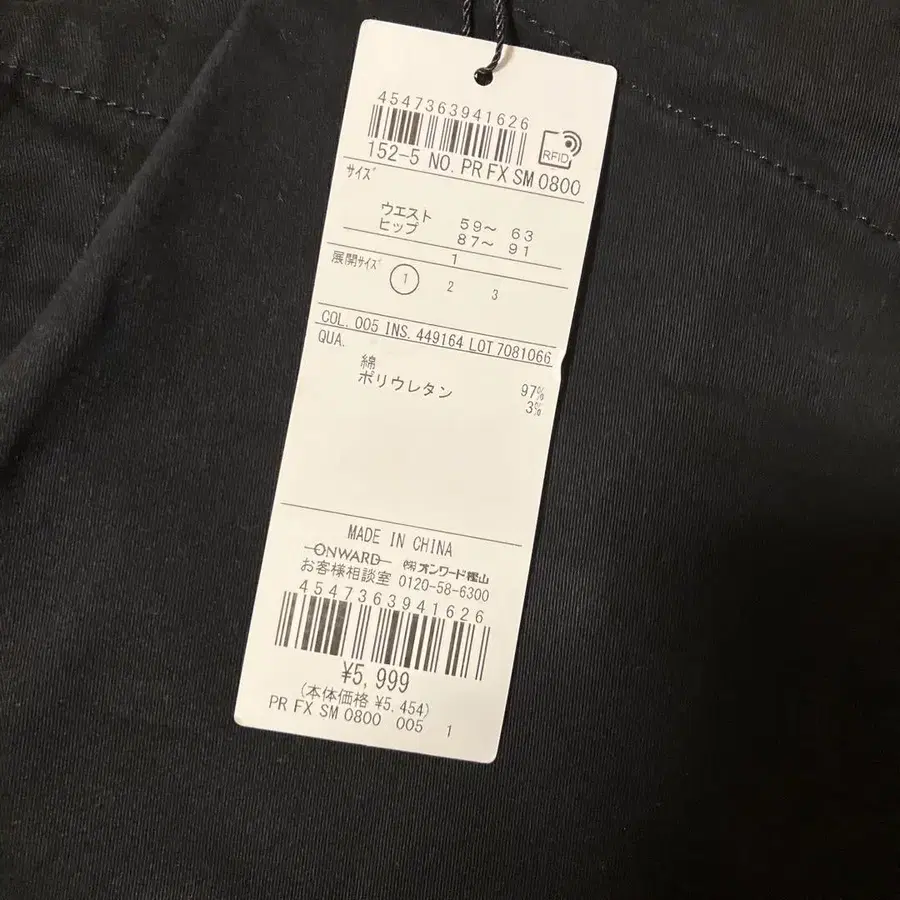 4547363941626
RFID
152-5 NO. PRFXSM0800
サイズ
ウエスト 59～ 63
ヒップ 87～ 91
1
展開サイズ
1 2 3
COL. 005 INS. 449164 LOT 7081066
QUA.
綿 97%
ポリウレタン 3%
MADE IN CHINA
ONWARD ㈱オンワード樫山
お客様相談室 0120-58-6300
4547363941626
¥5,999
(本体価格 ¥5,454)
PR FX SM 0800 005 1